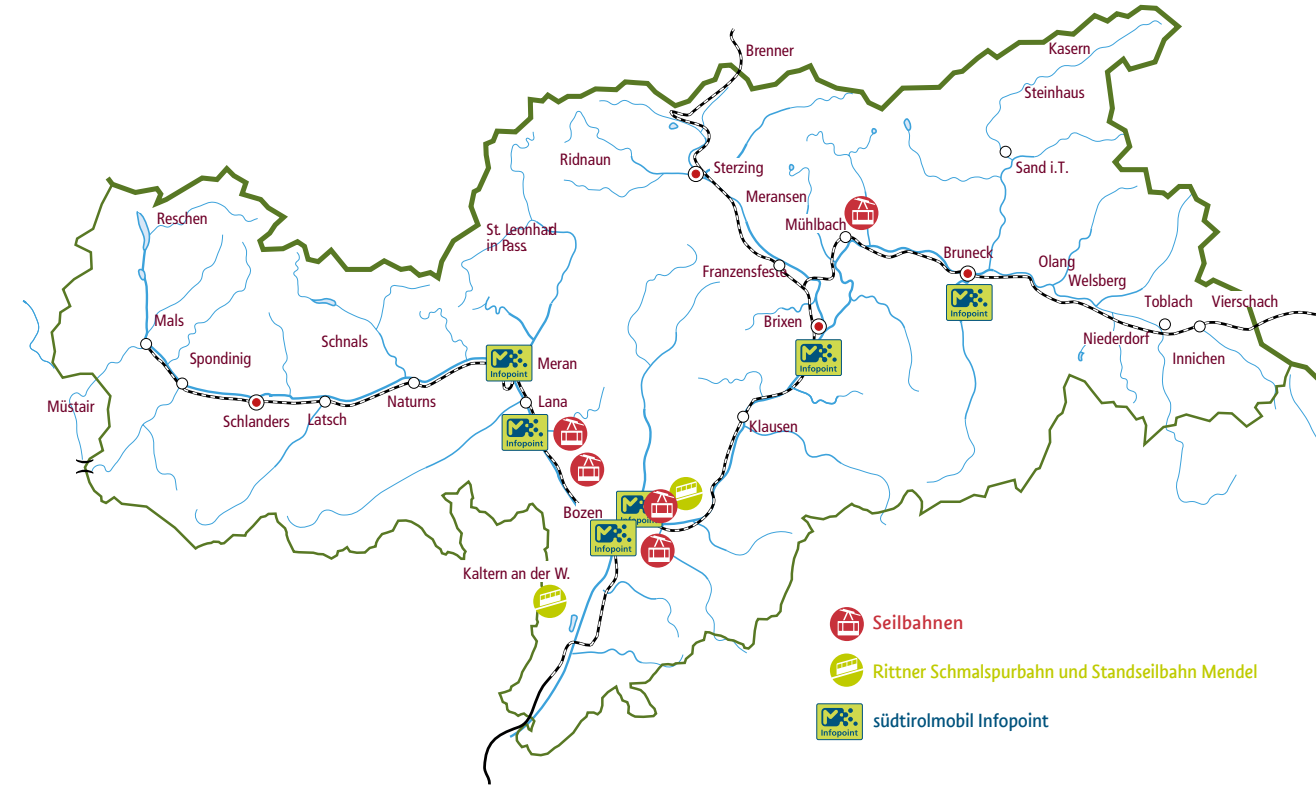 Brenner
Kasern
Steinhaus
Ridnaun
Sterzing
Sand i.T.
Meransen
Reschen
St. Leonhard
in Pass.
Mühlbach
Bruneck
Olang
Franzensfeste
Welsberg
Infopoint
Toblach
Vierschach
Mals
Brixen
Schnals
Niederdorf
Spondinig
Meran
Infopoint
Innichen
Infopoint
Naturns
Lana
Müstair
Schlanders
Latsch
Klausen
Infopoint
Bozen
Infopoint
Infopoint
Kaltern an der W.
Seilbahnen
Rittner Schmalspurbahn und Standseilbahn Mendel
südtirolmobil Infopoint
Infopoint